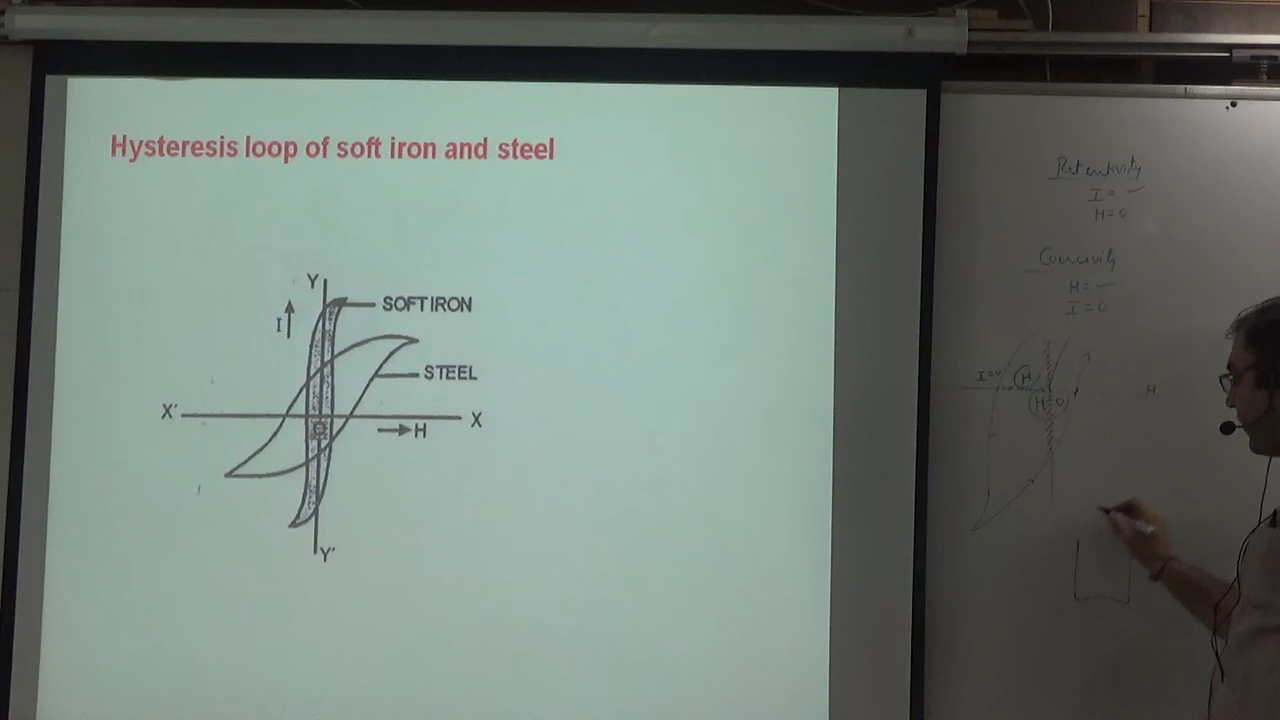 Hysteresis loop of soft iron and steel
Y
SOFT IRON
I
STEEL
X'
X
H
Y'
Retentivity
I =
H=0
Coercivity
H=
I=0
I=0
H
H=0
H